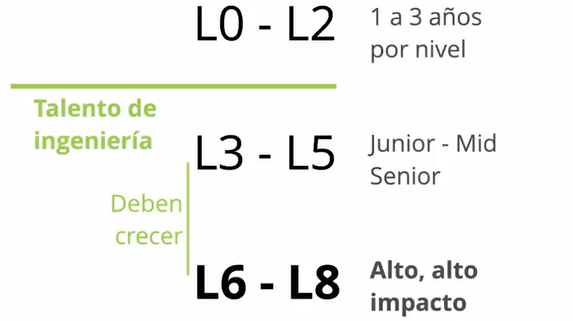 L0 - L2
1 a 3 años
por nivel
Talento de
ingeniería
L3 - L5
Junior - Mid
Senior
Deben
crecer
L6 - L8
Alto, alto
impacto